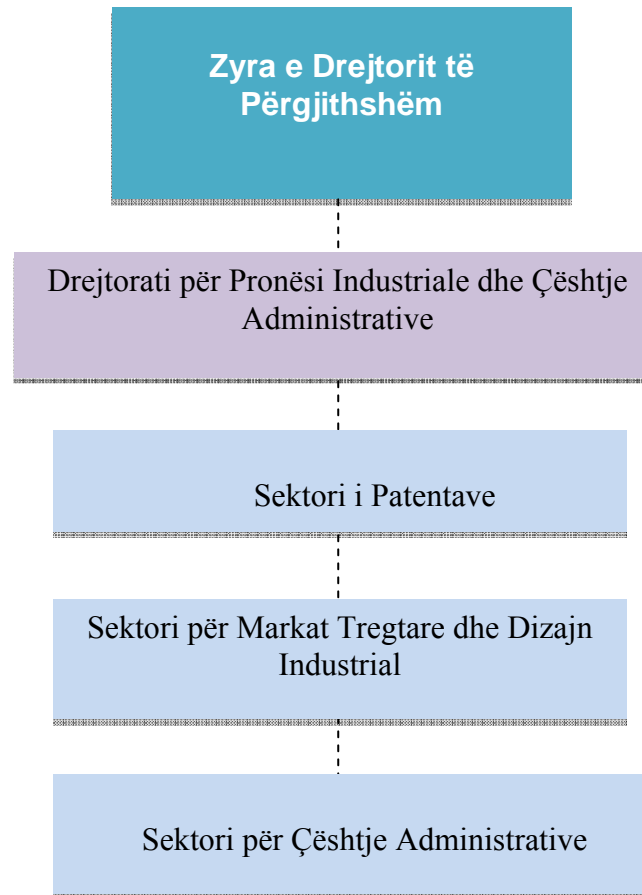 Zyra e Drejtorit të
Përgjithshëm
Drejtorati për Pronësi Industriale dhe Çështje
Administrative
Sektori i Patentave
Sektori për Markat Tregtare dhe Dizajn
Industrial
Sektori për Çështje Administrative